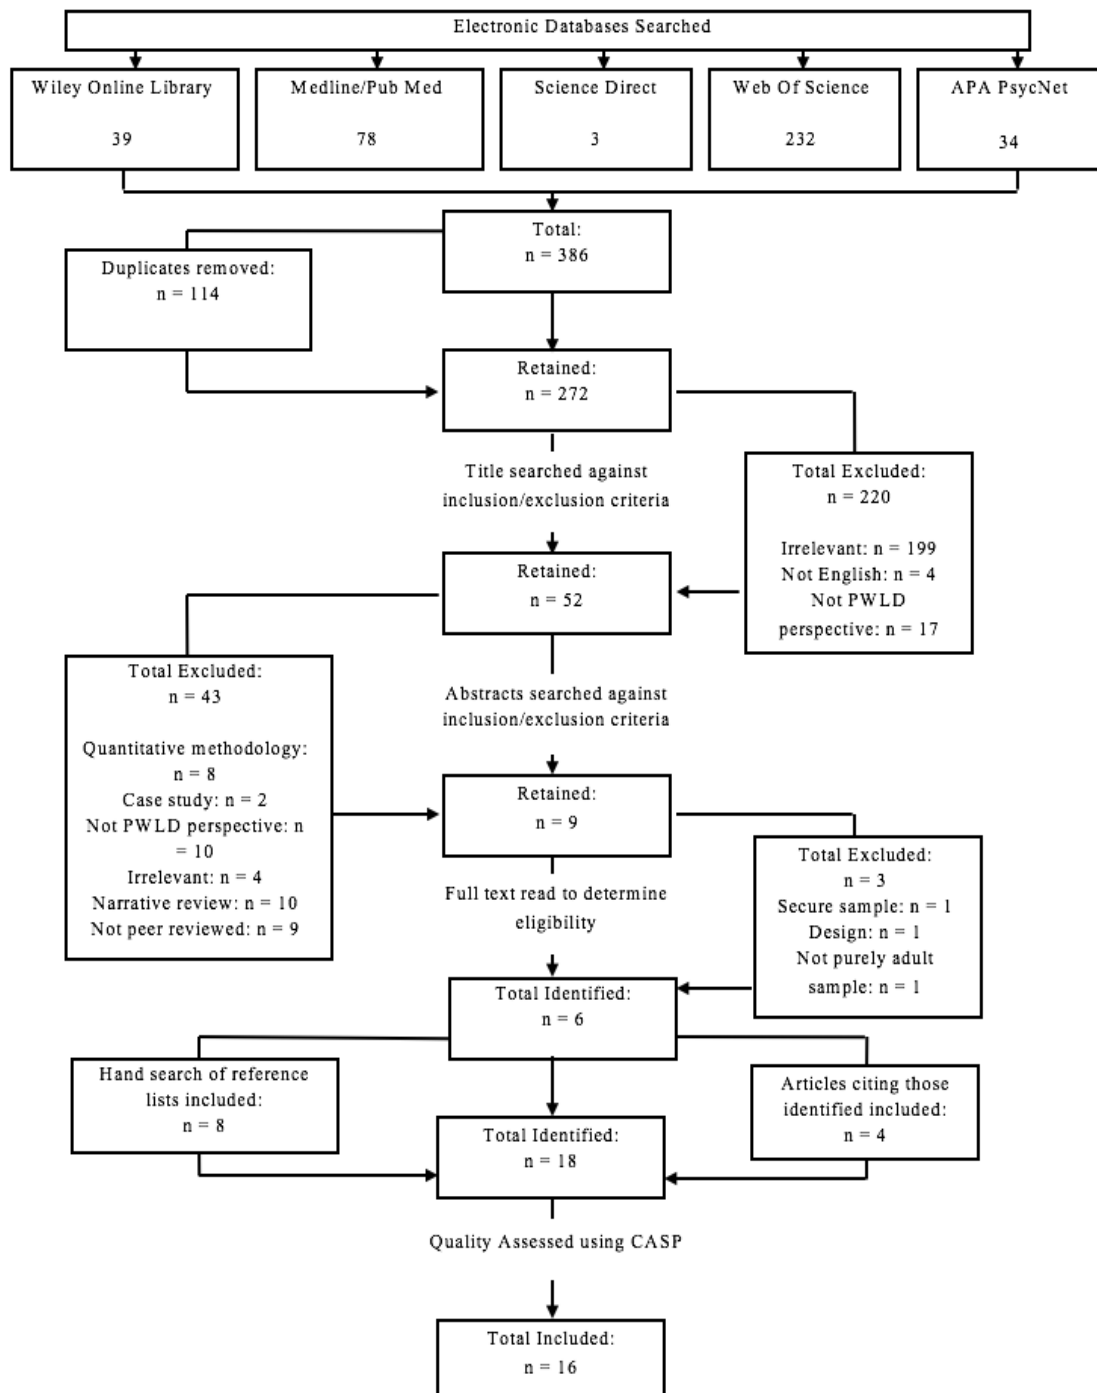 Electronic Databases Searched
Wiley Online Library
39
Medline/Pub Med
78
Science Direct
3
Web Of Science
232
APA PsycNet
34
Total:
n = 386
Duplicates removed:
n = 114
Retained:
n = 272
Title searched against
inclusion/exclusion criteria
Total Excluded:
n = 220
Irrelevant: n = 199
Not English: n = 4
Not PWLD
perspective: n = 17
Retained:
n = 52
Total Excluded:
n = 43
Quantitative methodology:
n = 8
Case study: n = 2
Not PWLD perspective: n
= 10
Irrelevant: n = 4
Narrative review: n = 10
Not peer reviewed: n = 9
Abstracts searched against
inclusion/exclusion criteria
Retained:
n = 9
Full text read to determine
eligibility
Total Excluded:
n = 3
Secure sample: n = 1
Design: n = 1
Not purely adult
sample: n = 1
Total Identified:
n = 6
Hand search of reference
lists included:
n = 8
Articles citing those
identified included:
n = 4
Total Identified:
n = 18
Quality Assessed using CASP
Total Included:
n = 16